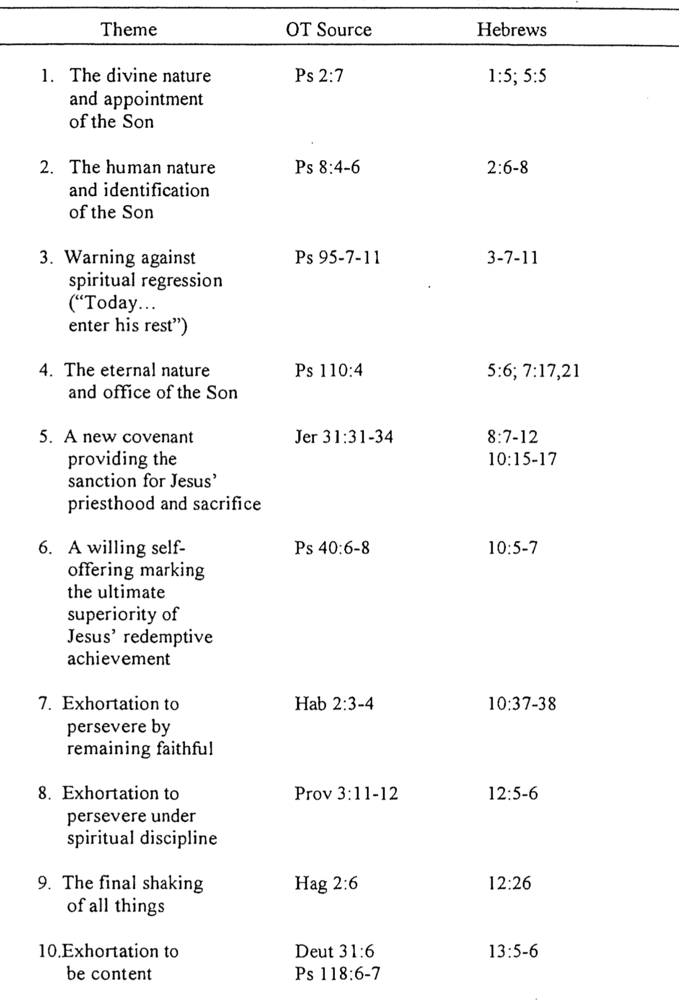 Theme OT Source Hebrews
1. The divine nature Ps 2:7 1:5; 5:5
and appointment
of the Son
2. The human nature Ps 8:4-6 2:6-8
and identification
of the Son
3. Warning against Ps 95-7-11 3-7-11
spiritual regression
(“Today...
enter his rest”)
4. The eternal nature Ps 110:4 5:6; 7:17,21
and office of the Son
5. A new covenant Jer 31:31-34 8:7-12
providing the 10:15-17
sanction for Jesus’
priesthood and sacrifice
6. A willing self- Ps 40:6-8 10:5-7
offering marking
the ultimate
superiority of
Jesus’ redemptive
achievement
7. Exhortation to Hab 2:3-4 10:37-38
persevere by
remaining faithful
8. Exhortation to Prov 3:11-12 12:5-6
persevere under
spiritual discipline
9. The final shaking Hag 2:6 12:26
of all things
10.Exhortation to Deut 31:6 13:5-6
be content Ps 118:6-7